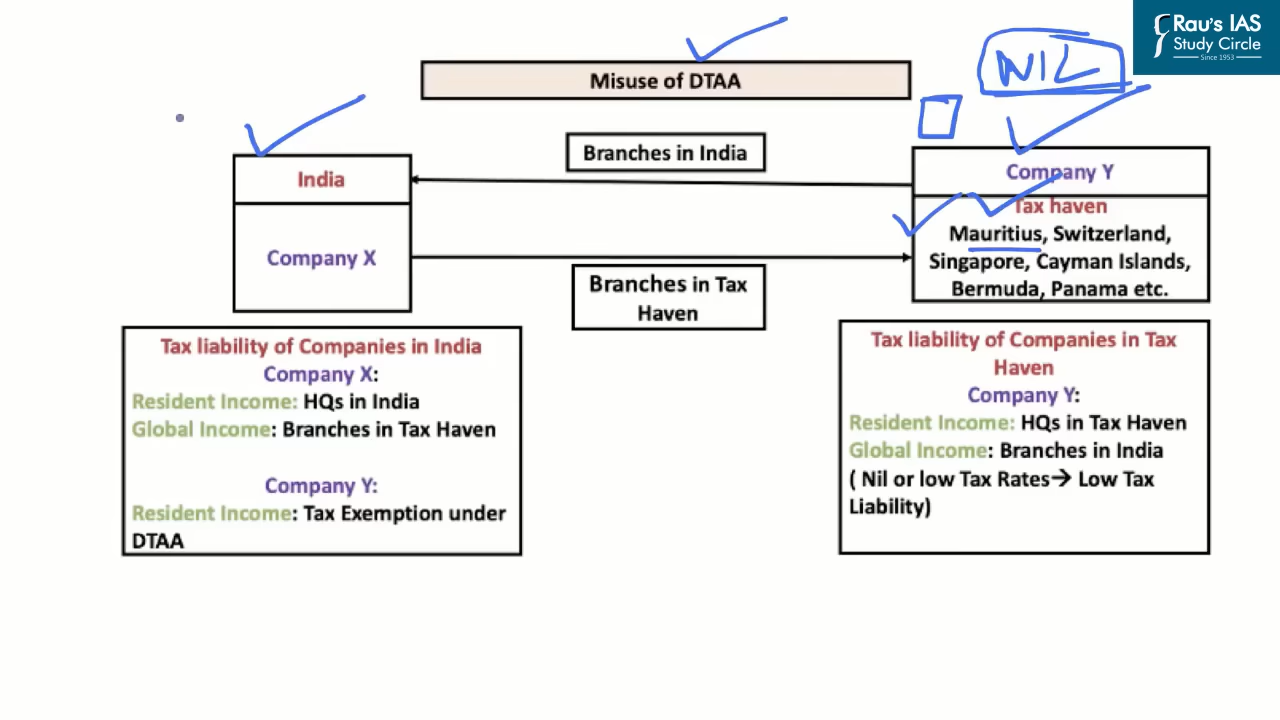 Rau's IAS
Study Circle
Since 1953
NIL
Misuse of DTAA
Branches in India
India
Company X
Company Y
Tax haven
Mauritius, Switzerland,
Singapore, Cayman Islands,
Bermuda, Panama etc.
Branches in Tax
Haven
Tax liability of Companies in India
Company X:
Resident Income: HQs in India
Global Income: Branches in Tax Haven
Company Y:
Resident Income: Tax Exemption under
DTAA
Tax liability of Companies in Tax
Haven
Company Y:
Resident Income: HQs in Tax Haven
Global Income: Branches in India
( Nil or low Tax Rates→ Low Tax
Liability)